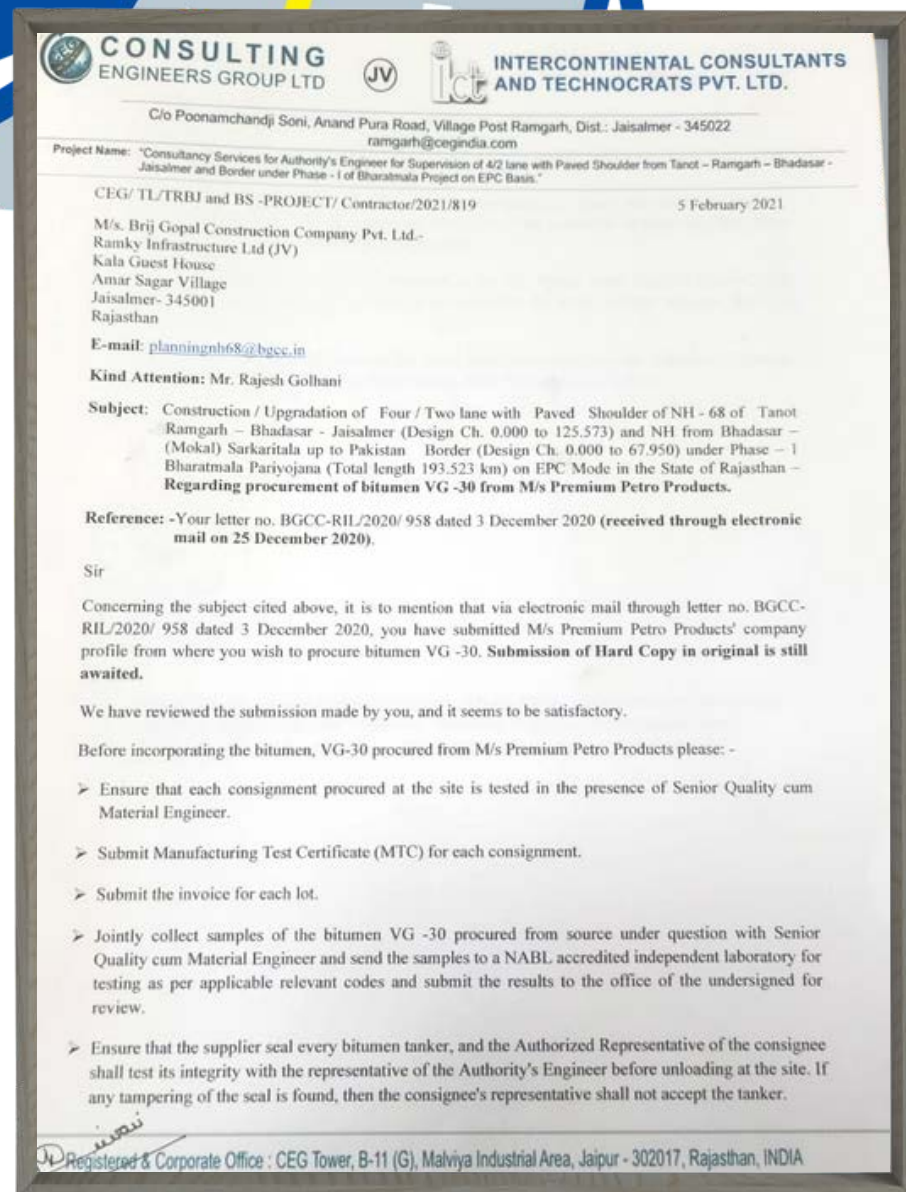 CONSULTING
ENGINEERS GROUP LTD
CEG
JV
ict
INTERCONTINENTAL CONSULTANTS
AND TECHNOCRATS PVT. LTD.
C/o Poonamchandji Soni, Anand Pura Road, Village Post Ramgarh, Dist.: Jaisalmer - 345022
ramgarh@cegindia.com
Project Name: "Consultancy Services for Authority's Engineer for Supervision of 4/2 lane with Paved Shoulder from Tanot – Ramgarh – Bhadasar -
Jaisalmer and Border under Phase - I of Bharatmala Project on EPC Basis."
CEG/ TL/TRBJ and BS -PROJECT/ Contractor/2021/819 5 February 2021
M/s. Brij Gopal Construction Company Pvt. Ltd.-
Ramky Infrastructure Ltd (JV)
Kala Guest House
Amar Sagar Village
Jaisalmer- 345001
Rajasthan
E-mail: planningnh68@bgcc.in
Kind Attention: Mr. Rajesh Golhani
Subject: Construction / Upgradation of Four / Two lane with Paved Shoulder of NH - 68 of Tanot
Ramgarh – Bhadasar - Jaisalmer (Design Ch. 0.000 to 125.573) and NH from Bhadasar –
(Mokal) Sarkaritala up to Pakistan Border (Design Ch. 0.000 to 67.950) under Phase – 1
Bharatmala Pariyojana (Total length 193.523 km) on EPC Mode in the State of Rajasthan –
Regarding procurement of bitumen VG -30 from M/s Premium Petro Products.
Reference: -Your letter no. BGCC-RIL/2020/ 958 dated 3 December 2020 (received through electronic
mail on 25 December 2020).
Sir
Concerning the subject cited above, it is to mention that via electronic mail through letter no. BGCC-
RIL/2020/ 958 dated 3 December 2020, you have submitted M/s Premium Petro Products' company
profile from where you wish to procure bitumen VG -30. Submission of Hard Copy in original is still
awaited.
We have reviewed the submission made by you, and it seems to be satisfactory.
Before incorporating the bitumen, VG-30 procured from M/s Premium Petro Products please: -
➢ Ensure that each consignment procured at the site is tested in the presence of Senior Quality cum
Material Engineer.
➢ Submit Manufacturing Test Certificate (MTC) for each consignment.
➢ Submit the invoice for each lot.
➢ Jointly collect samples of the bitumen VG -30 procured from source under question with Senior
Quality cum Material Engineer and send the samples to a NABL accredited independent laboratory for
testing as per applicable relevant codes and submit the results to the office of the undersigned for
review.
➢ Ensure that the supplier seal every bitumen tanker, and the Authorized Representative of the consignee
shall test its integrity with the representative of the Authority's Engineer before unloading at the site. If
any tampering of the seal is found, then the consignee's representative shall not accept the tanker.
Registered & Corporate Office : CEG Tower, B-11 (G), Malviya Industrial Area, Jaipur - 302017, Rajasthan, INDIA